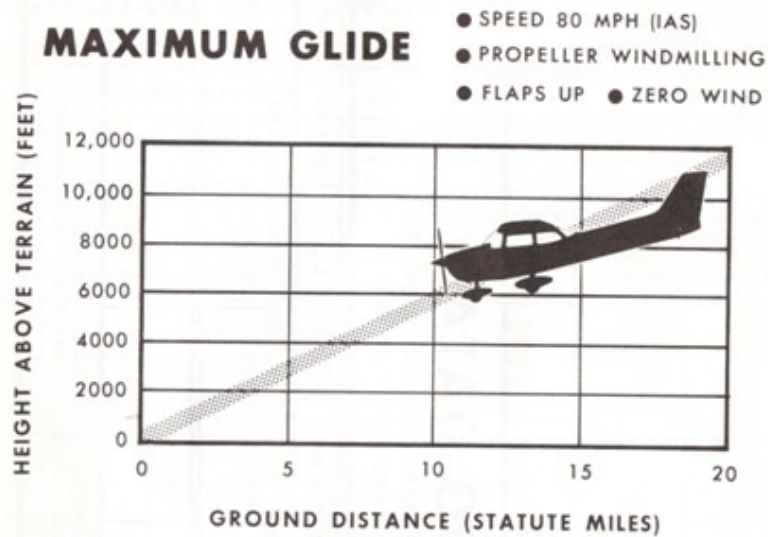 MAXIMUM GLIDE
● SPEED 80 MPH (IAS)
● PROPELLER WINDMILLING
● FLAPS UP ● ZERO WIND
HEIGHT ABOVE TERRAIN (FEET)
12,000
10,000
8000
6000
4000
2000
0
0 5 10 15 20
GROUND DISTANCE (STATUTE MILES)